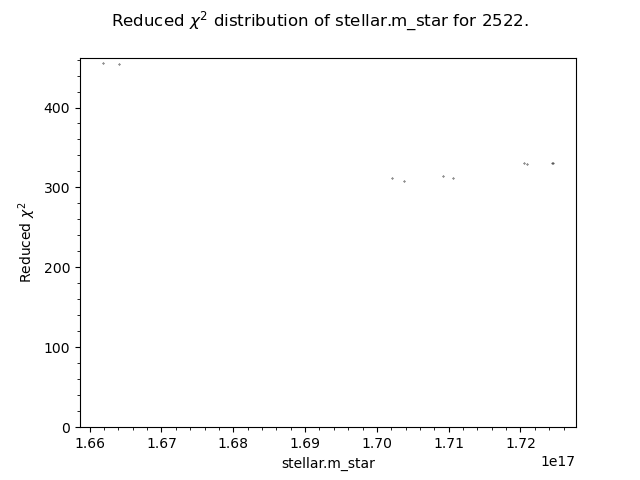 Reduced χ² distribution of stellar.m_star for 2522.
Reduced χ²
400
300
200
100
0
1.66 1.67 1.68 1.69 1.70 1.71 1.72
1e17
stellar.m_star